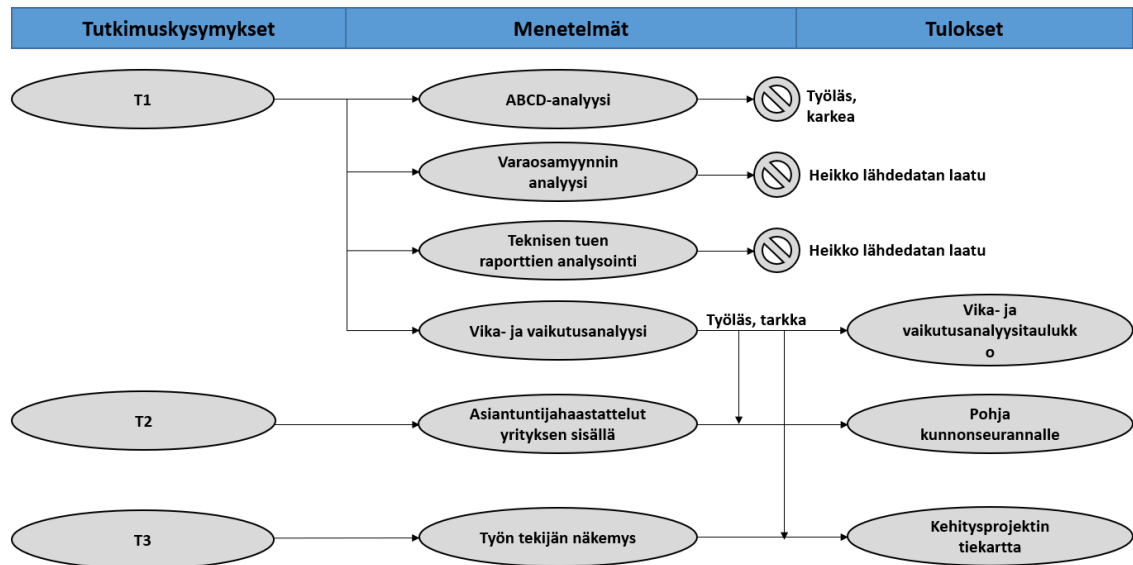 Tutkimuskysymykset
Menetelmät
Tulokset
T1
ABCD-analyysi
Työläs,
karkea
Varaosamyynnin
analyysi
Heikko lähdedatan laatu
Teknisen tuen
raporttien analysointi
Heikko lähdedatan laatu
Vika- ja vaikutusanalyysi
Työläs, tarkka
Vika- ja
vaikutusanalyysitaulukk
o
T2
Asiantuntijahaastattelut
yrityksen sisällä
Pohja
kunnonseurannalle
T3
Työn tekijän näkemys
Kehitysprojektin
tiekartta